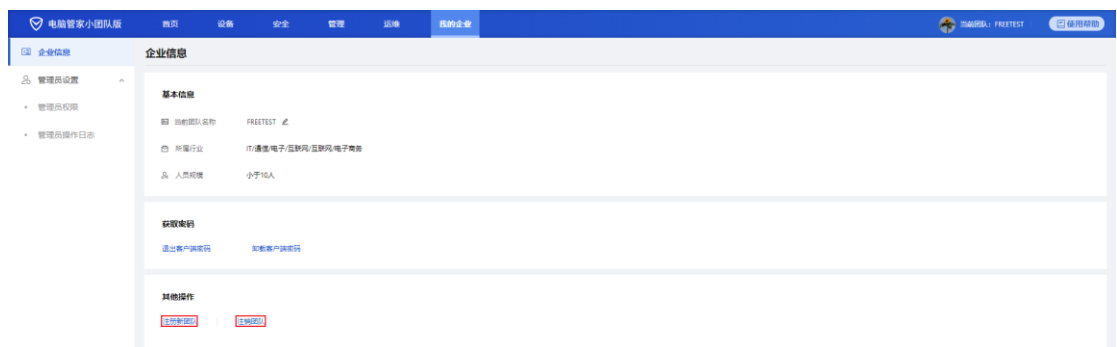 电脑管家小团队版 首页 设备 安全 管理 运维 我的企业 当前团队：FREETEST 使用帮助
企业信息
管理员设置
管理员权限
管理员操作日志
企业信息
基本信息
当前团队名称 FREETEST
所属行业 IT/通信/电子/互联网/互联网/电子商务
人员规模 小于10人
获取密码
退出客户端密码 卸载客户端密码
其他操作
注册新团队 注销团队